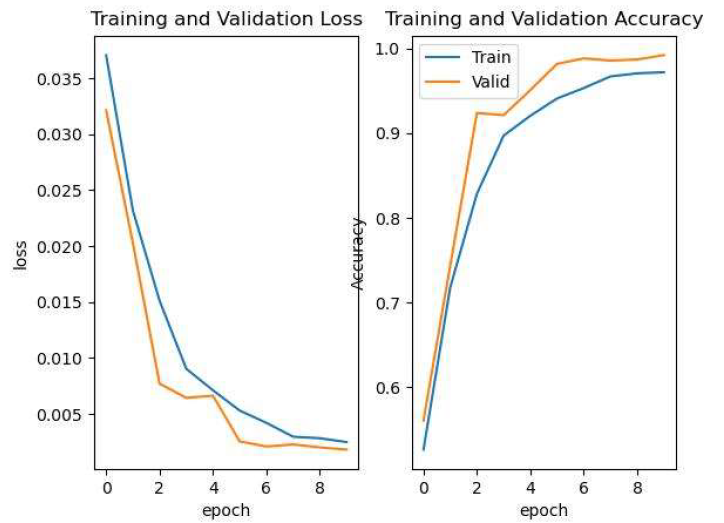 Training and Validation Loss
0.035
0.030
0.025
0.020
0.015
0.010
0.005
loss
0 2 4 6 8
epoch
Training and Validation Accuracy
Train
Valid
1.0
0.9
0.8
0.7
0.6
Accuracy
0 2 4 6 8
epoch